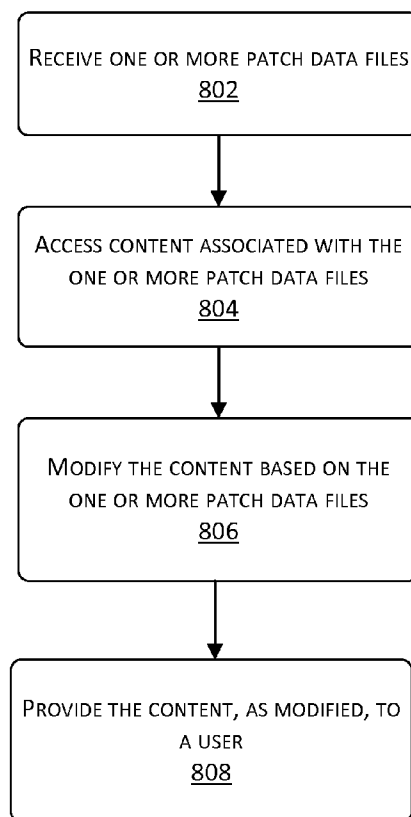 RECEIVE ONE OR MORE PATCH DATA FILES
802
ACCESS CONTENT ASSOCIATED WITH THE
ONE OR MORE PATCH DATA FILES
804
MODIFY THE CONTENT BASED ON THE
ONE OR MORE PATCH DATA FILES
806
PROVIDE THE CONTENT, AS MODIFIED, TO
A USER
808